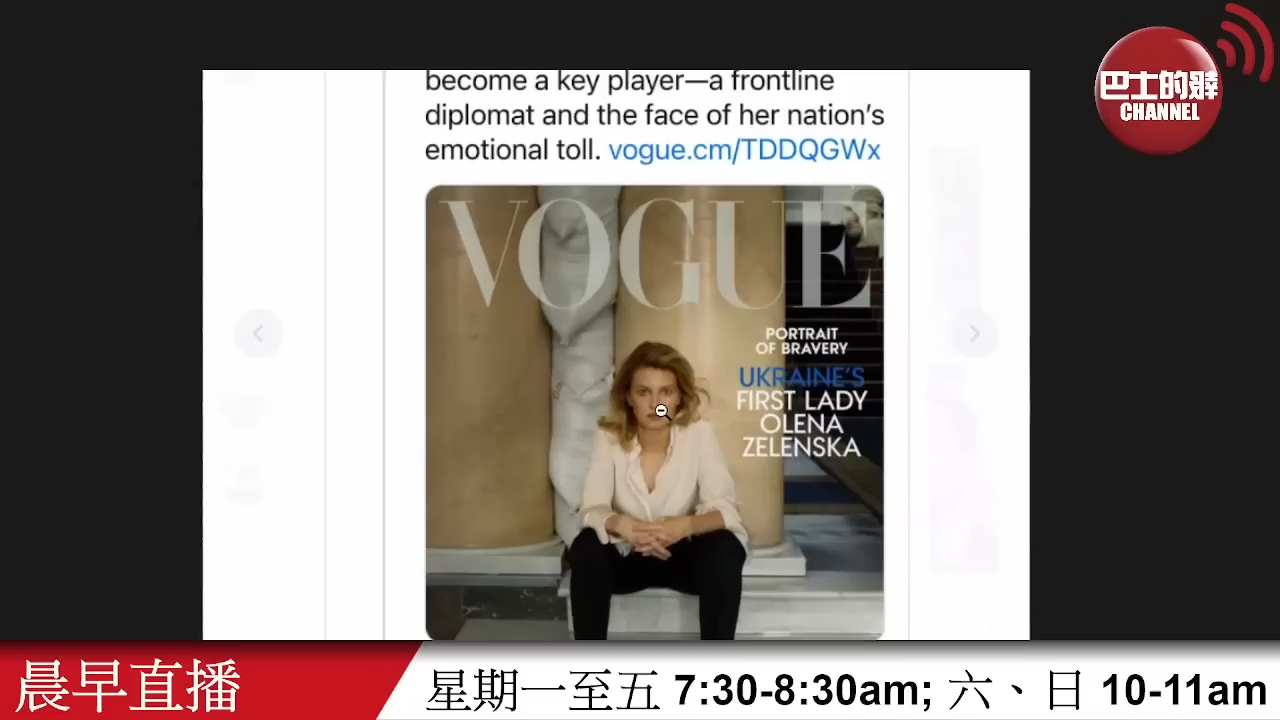 become a key player—a frontline
diplomat and the face of her nation's
emotional toll. vogue.cm/TDDQGWx
VOGUE
PORTRAIT
OF BRAVERY
UKRAINE'S
FIRST LADY
OLENA
ZELENSKA
巴士的報
CHANNEL
晨早直播
星期一至五 7:30-8:30am; 六、日 10-11am